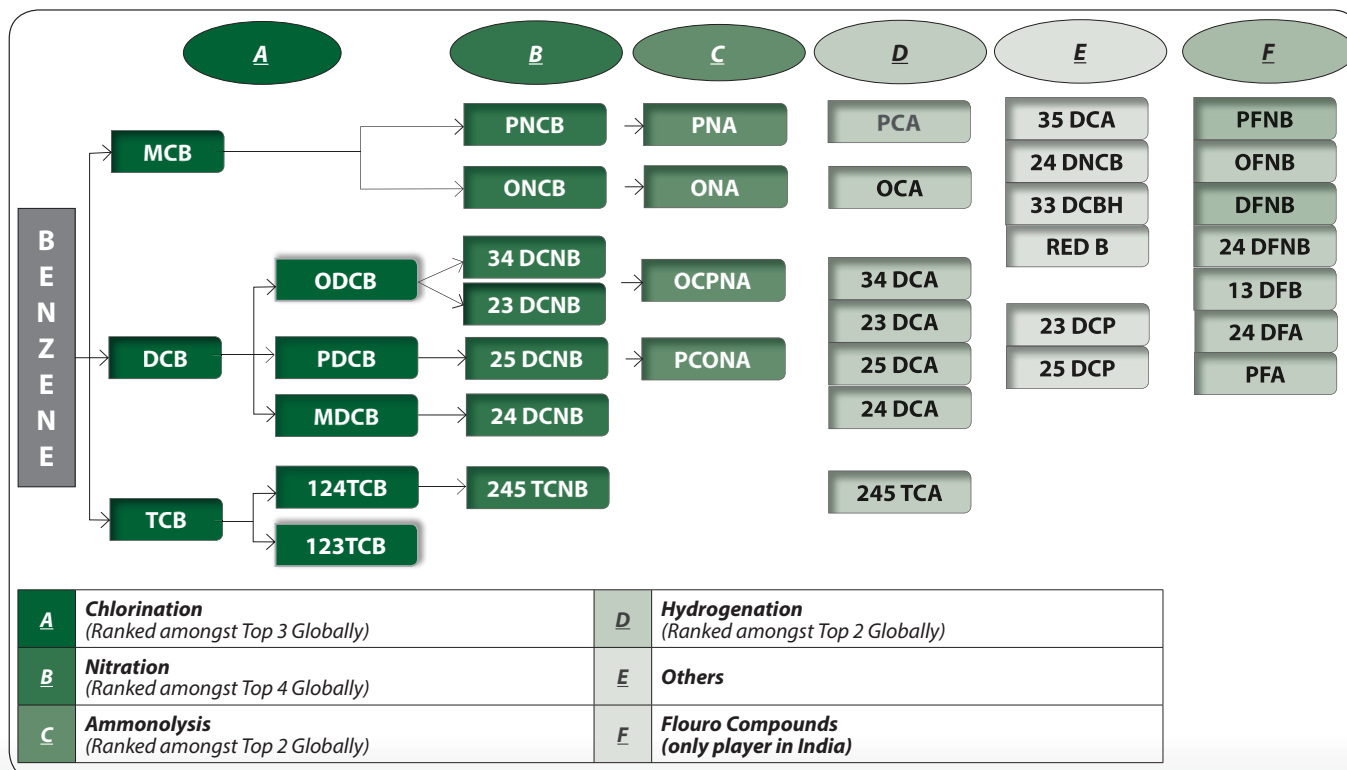 A
B
C
D
E
F
BENZENE
MCB
DCB
TCB
ODCB
PDCB
MDCB
124TCB
123TCB
PNCB
ONCB
34 DCNB
23 DCNB
25 DCNB
24 DCNB
245 TCNB
PNA
ONA
OCPNA
PCONA
PCA
OCA
34 DCA
23 DCA
25 DCA
24 DCA
245 TCA
35 DCA
24 DNCB
33 DCBH
RED B
23 DCP
25 DCP
PFNB
OFNB
DFNB
24 DFNB
13 DFB
24 DFA
PFA
A
Chlorination
(Ranked amongst Top 3 Globally)
B
Nitration
(Ranked amongst Top 4 Globally)
C
Ammonolysis
(Ranked amongst Top 2 Globally)
D
Hydrogenation
(Ranked amongst Top 2 Globally)
E
Others
F
Flouro Compounds
(only player in India)